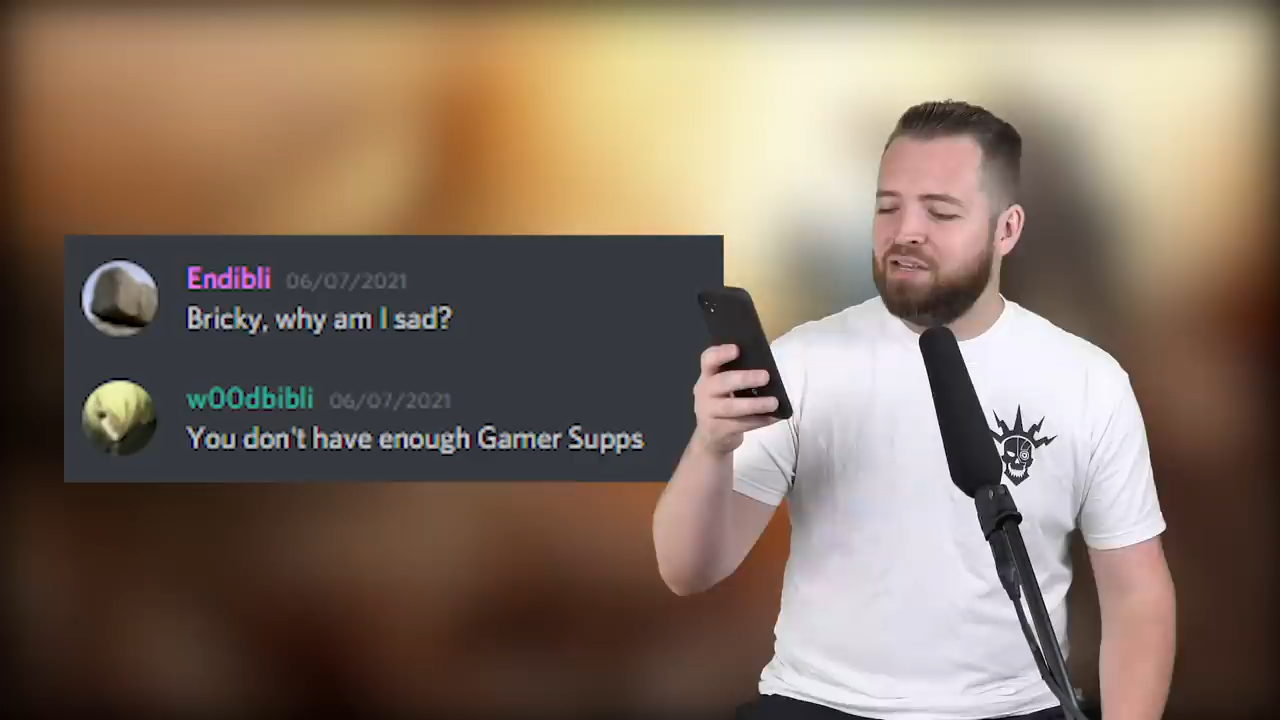 Endibli 06/07/2021
Bricky, why am I sad?
w00dbibli 06/07/2021
You don't have enough Gamer Supps